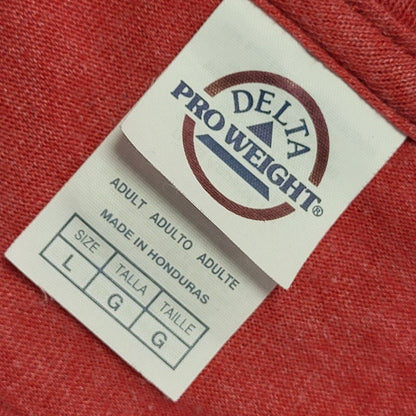 DELTA
PRO WEIGHT®
ADULT ADULTO ADULTE
MADE IN HONDURAS
SIZE TALLA TAILLE
L G G